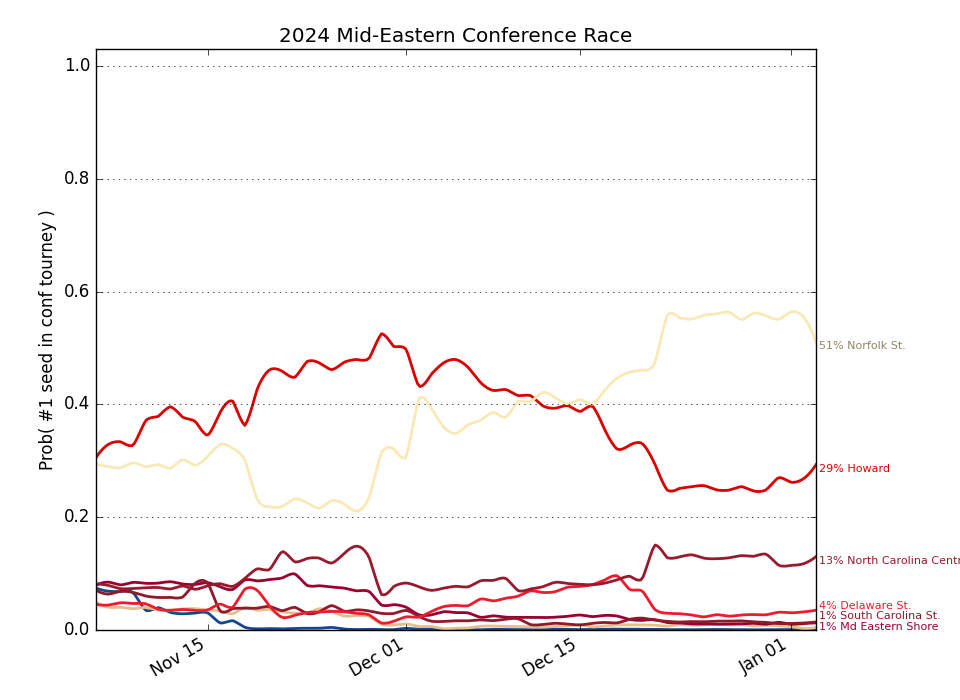 2024 Mid-Eastern Conference Race
Prob( #1 seed in conf tourney )
1.0
0.8
0.6
0.4
0.2
0.0
Nov 15
Dec 01
Dec 15
Jan 01
51% Norfolk St.
29% Howard
13% North Carolina Centr
4% Delaware St.
1% South Carolina St.
1% Md Eastern Shore